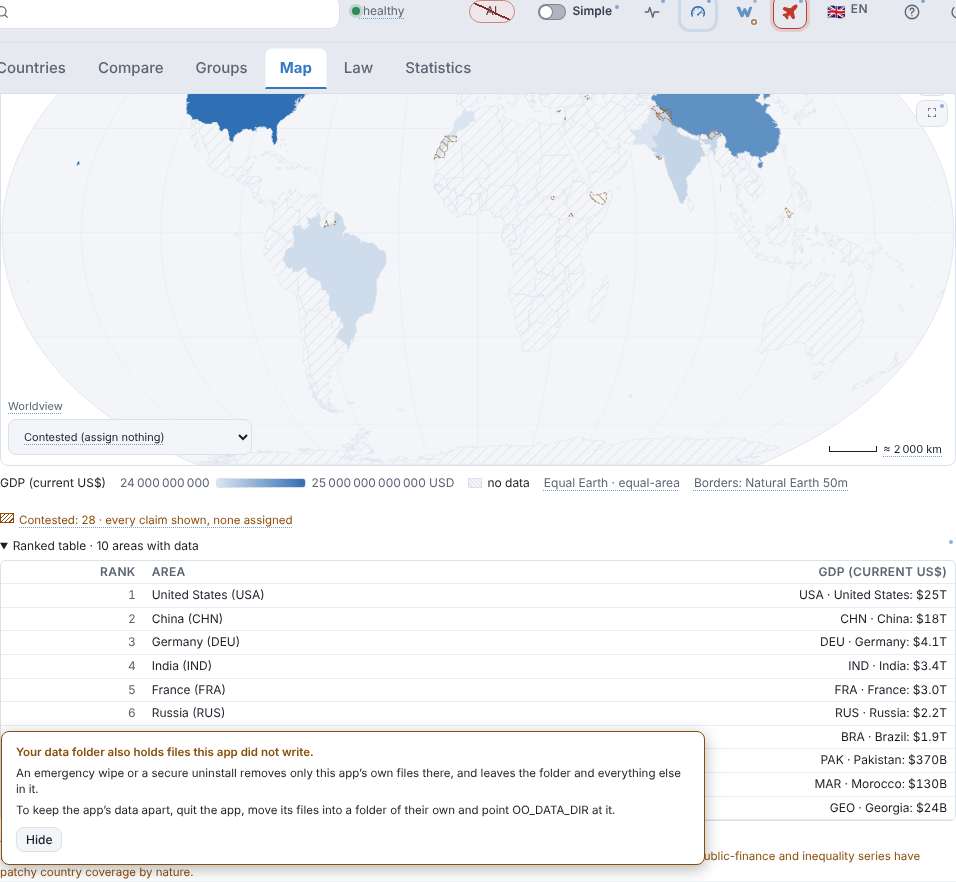 healthy
AI
Simple
W
EN
Countries
Compare
Groups
Map
Law
Statistics
Worldview
Contested (assign nothing)
≈ 2 000 km
GDP (current US$) 24 000 000 000 25 000 000 000 000 USD no data Equal Earth · equal-area Borders: Natural Earth 50m
Contested: 28 · every claim shown, none assigned
Ranked table · 10 areas with data
RANK AREA GDP (CURRENT US$)
1 United States (USA) USA · United States: $25T
2 China (CHN) CHN · China: $18T
3 Germany (DEU) DEU · Germany: $4.1T
4 India (IND) IND · India: $3.4T
5 France (FRA) FRA · France: $3.0T
6 Russia (RUS) RUS · Russia: $2.2T
BRA · Brazil: $1.9T
PAK · Pakistan: $370B
MAR · Morocco: $130B
GEO · Georgia: $24B
Your data folder also holds files this app did not write.
An emergency wipe or a secure uninstall removes only this app's own files there, and leaves the folder and everything else
in it.
To keep the app's data apart, quit the app, move its files into a folder of their own and point OO_DATA_DIR at it.
Hide
ublic-finance and inequality series have
patchy country coverage by nature.